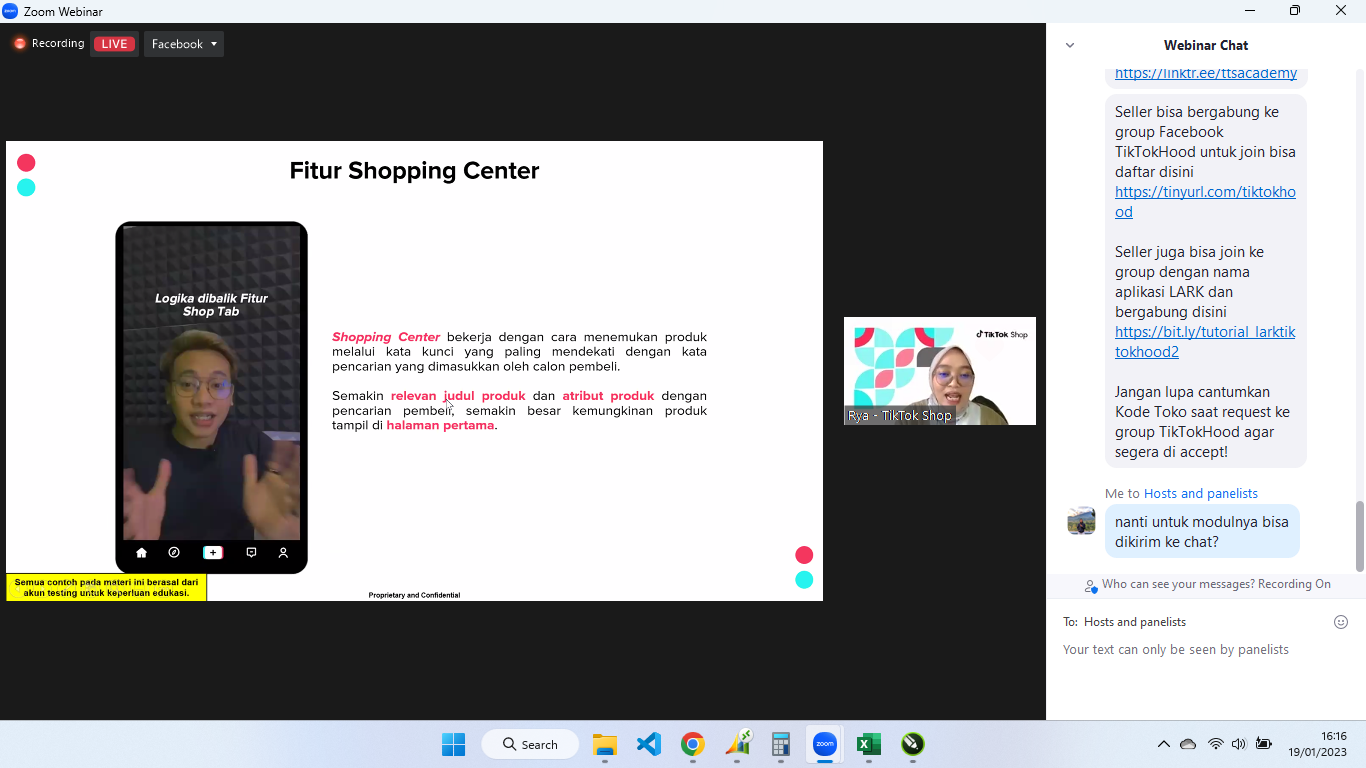 Zoom Webinar
Recording
LIVE
Facebook
Fitur Shopping Center
Logika dibalik Fitur
Shop Tab
Shopping Center bekerja dengan cara menemukan produk
melalui kata kunci yang paling mendekati dengan kata
pencarian yang dimasukkan oleh calon pembeli.
Semakin relevan judul produk dan atribut produk dengan
pencarian pembeli, semakin besar kemungkinan produk
tampil di halaman pertama.
Semua contoh pada materi ini berasal dari
akun testing untuk keperluan edukasi.
Proprietary and Confidential
TikTok Shop
Rya - TikTok Shop
Webinar Chat
https://linktr.ee/ttsacademy
Seller bisa bergabung ke
group Facebook
TikTokHood untuk join bisa
daftar disini
https://tinyurl.com/tiktokho
od
Seller juga bisa join ke
group dengan nama
aplikasi LARK dan
bergabung disini
https://bit.ly/tutorial_larktik
tokhood2
Jangan lupa cantumkan
Kode Toko saat request ke
group TikTokHood agar
segera di accept!
Me to Hosts and panelists
nanti untuk modulnya bisa
dikirim ke chat?
Who can see your messages? Recording On
To: Hosts and panelists
Your text can only be seen by panelists
Search
zoom
16:16
19/01/2023